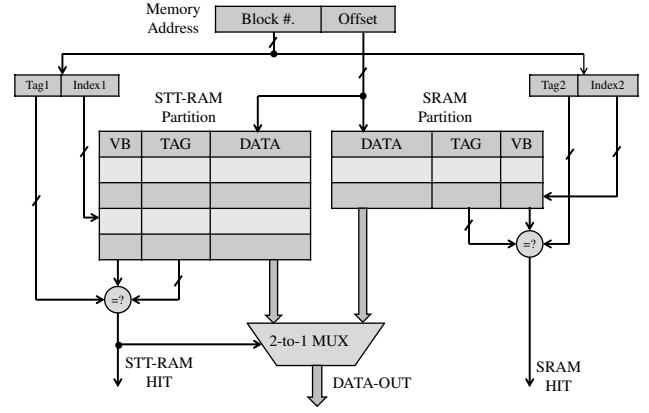 Memory
Address
Block #.
Offset
Tag1
Index1
Tag2
Index2
STT-RAM
Partition
SRAM
Partition
VB
TAG
DATA
DATA
TAG
VB
=?
=?
2-to-1 MUX
STT-RAM
HIT
DATA-OUT
SRAM
HIT